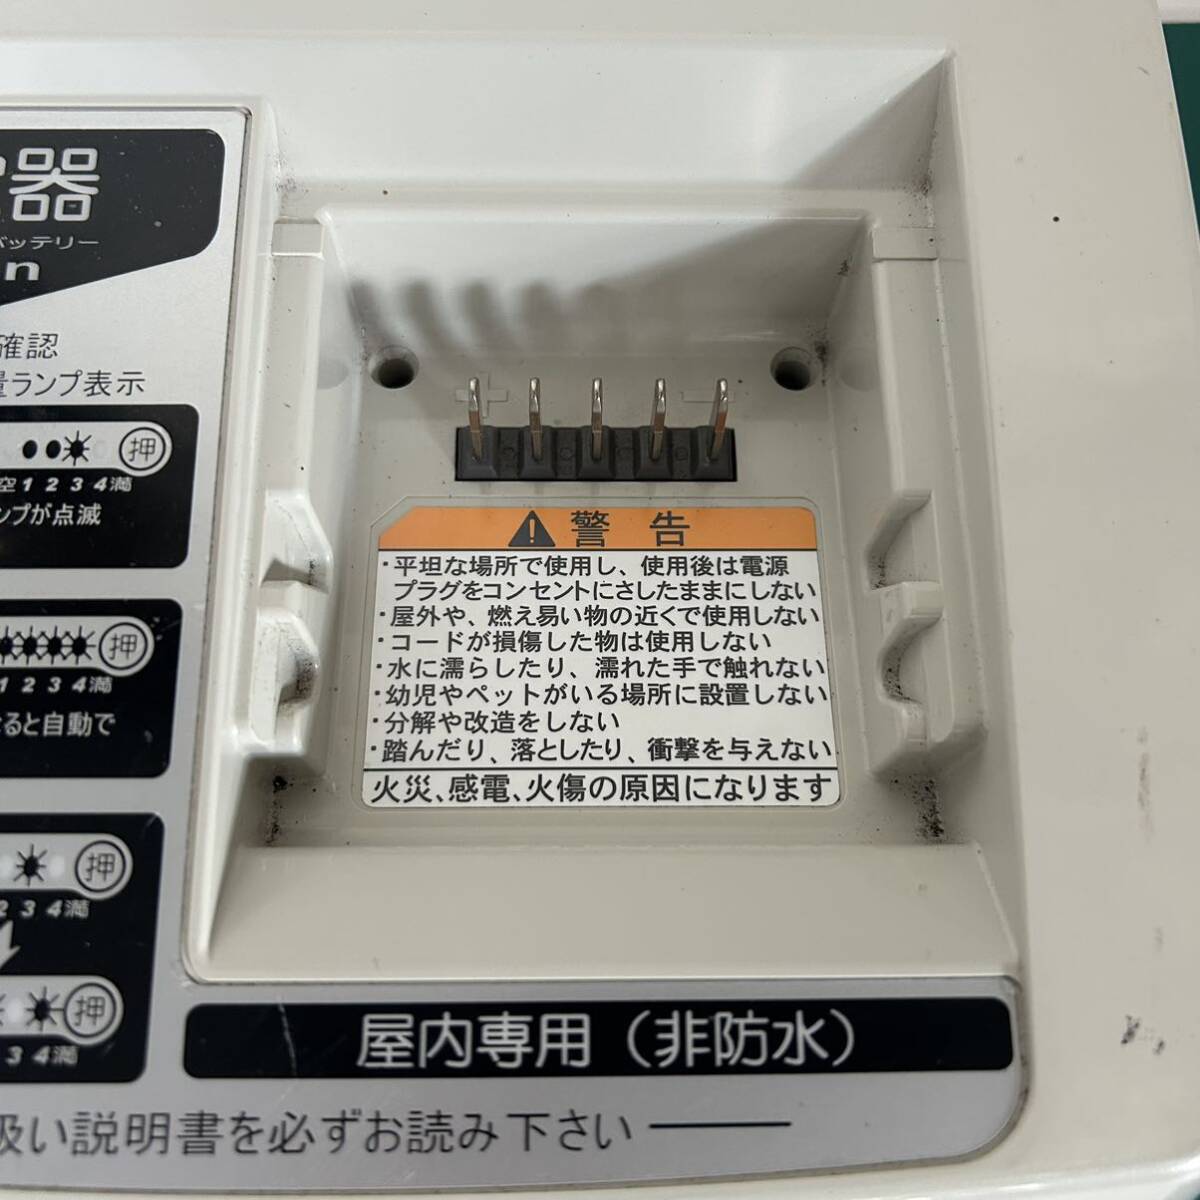 器
バッテリー
n
確認
ランプ表示
押
空1 2 3 4満
ンプが点滅
押
1 2 3 4満
ると自動で
押
2 3 4満
押
3 4満
+
−
警告
・平坦な場所で使用し、使用後は電源
プラグをコンセントにさしたままにしない
・屋外や、燃え易い物の近くで使用しない
・コードが損傷した物は使用しない
・水に濡らしたり、濡れた手で触れない
・幼児やペットがいる場所に設置しない
・分解や改造をしない
・踏んだり、落としたり、衝撃を与えない
火災、感電、火傷の原因になります
屋内専用（非防水）
扱い説明書を必ずお読み下さい